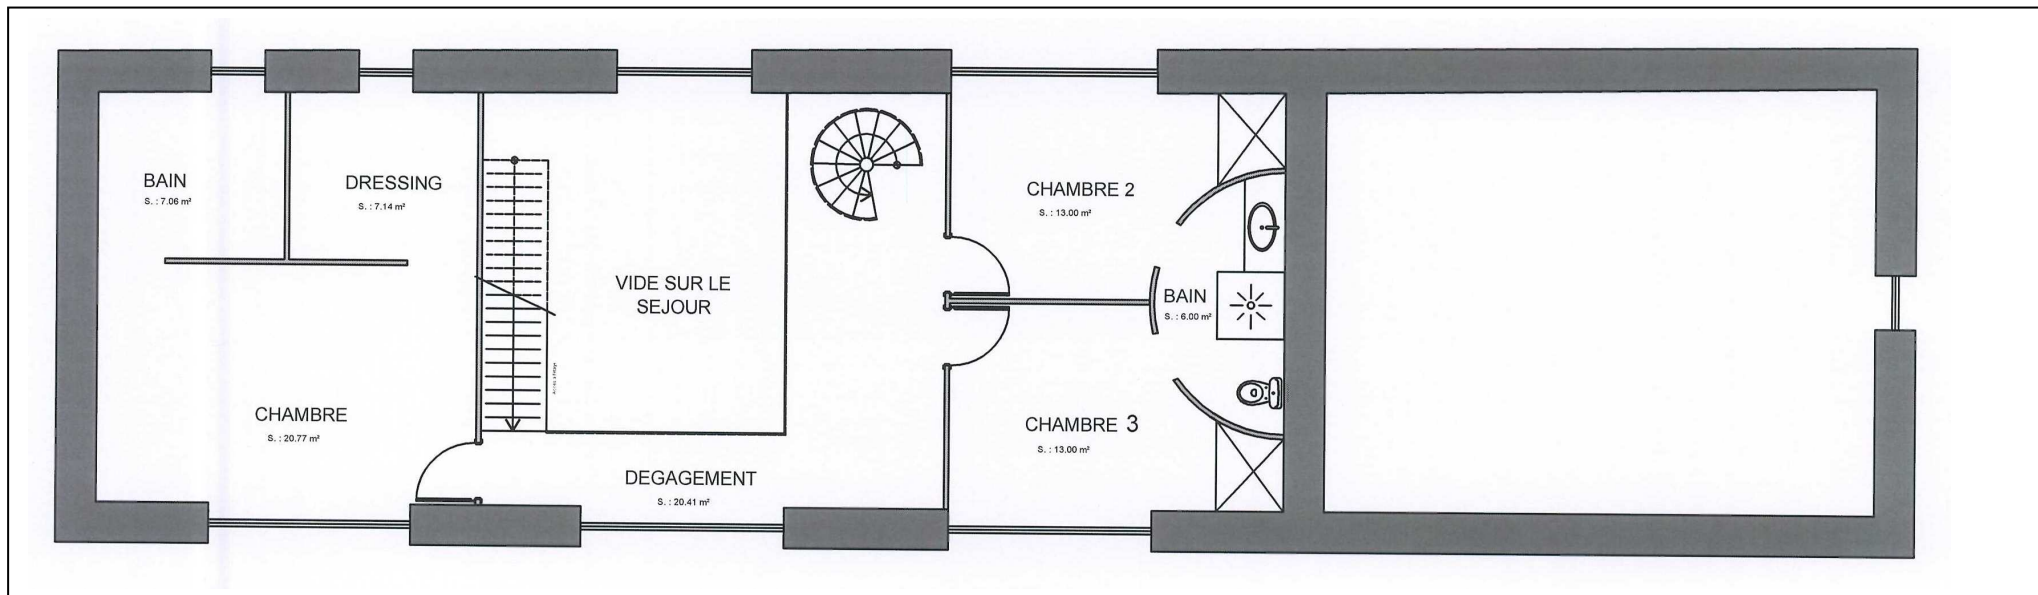 BAIN
S. : 7.06 m²
DRESSING
S. : 7.14 m²
CHAMBRE 2
S. : 13.00 m²
VIDE SUR LE
SEJOUR
BAIN
S. : 6.00 m²
CHAMBRE
S. : 20.77 m²
CHAMBRE 3
S. : 13.00 m²
DEGAGEMENT
S. : 20.41 m²